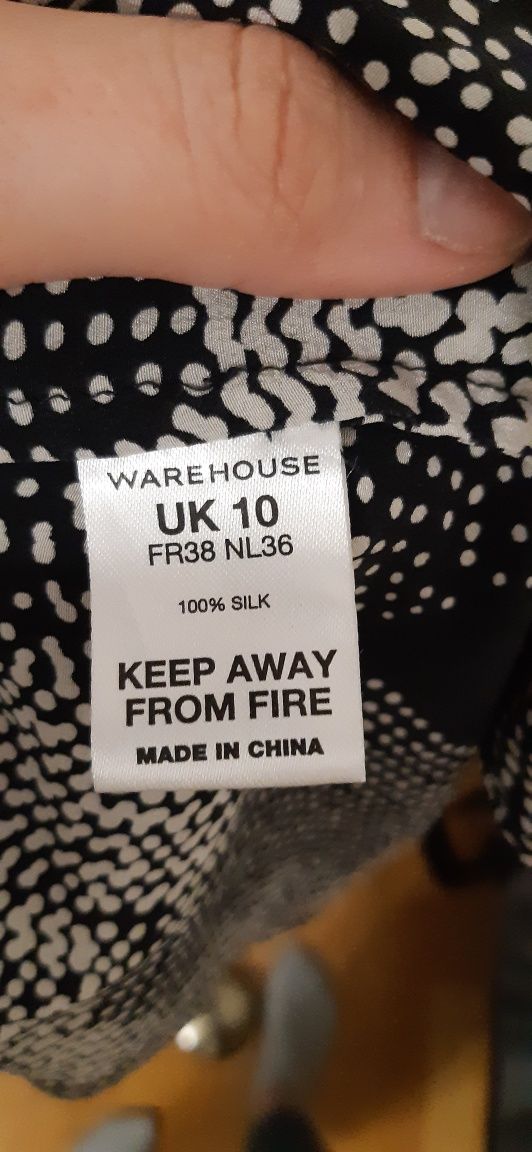 WAREHOUSE
UK 10
FR38 NL36
100% SILK
KEEP AWAY
FROM FIRE
MADE IN CHINA